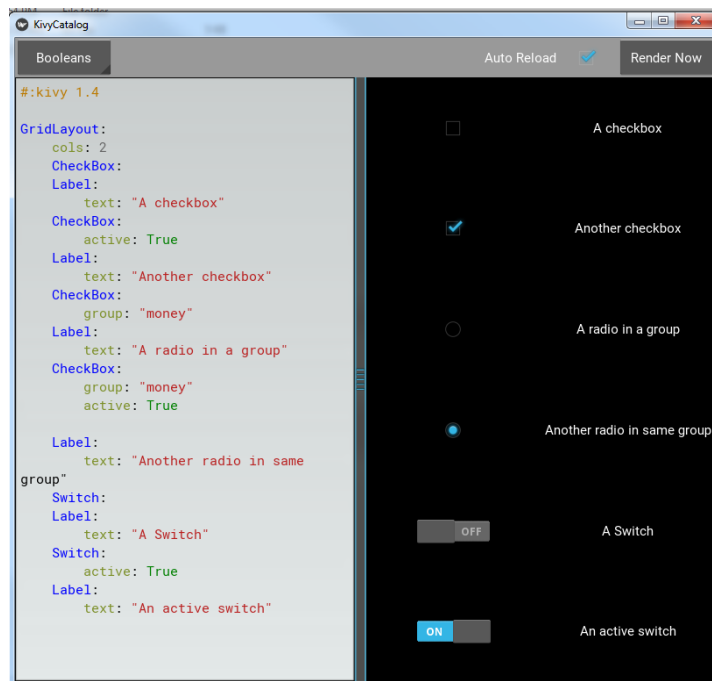 KivyCatalog
Booleans
Auto Reload
Render Now
#:kivy 1.4
GridLayout:
cols: 2
CheckBox:
Label:
text: "A checkbox"
CheckBox:
active: True
Label:
text: "Another checkbox"
CheckBox:
group: "money"
Label:
text: "A radio in a group"
CheckBox:
group: "money"
active: True
Label:
text: "Another radio in same
group"
Switch:
Label:
text: "A Switch"
Switch:
active: True
Label:
text: "An active switch"
A checkbox
Another checkbox
A radio in a group
Another radio in same group
OFF
A Switch
ON
An active switch